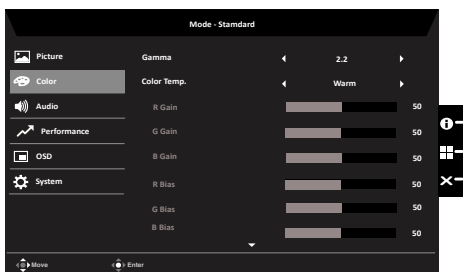 Mode - Stamdard
Picture
Gamma 2.2
Color
Color Temp. Warm
Audio
R Gain 50
Performance
G Gain 50
OSD
B Gain 50
System
R Bias 50
G Bias 50
B Bias 50
Move Enter